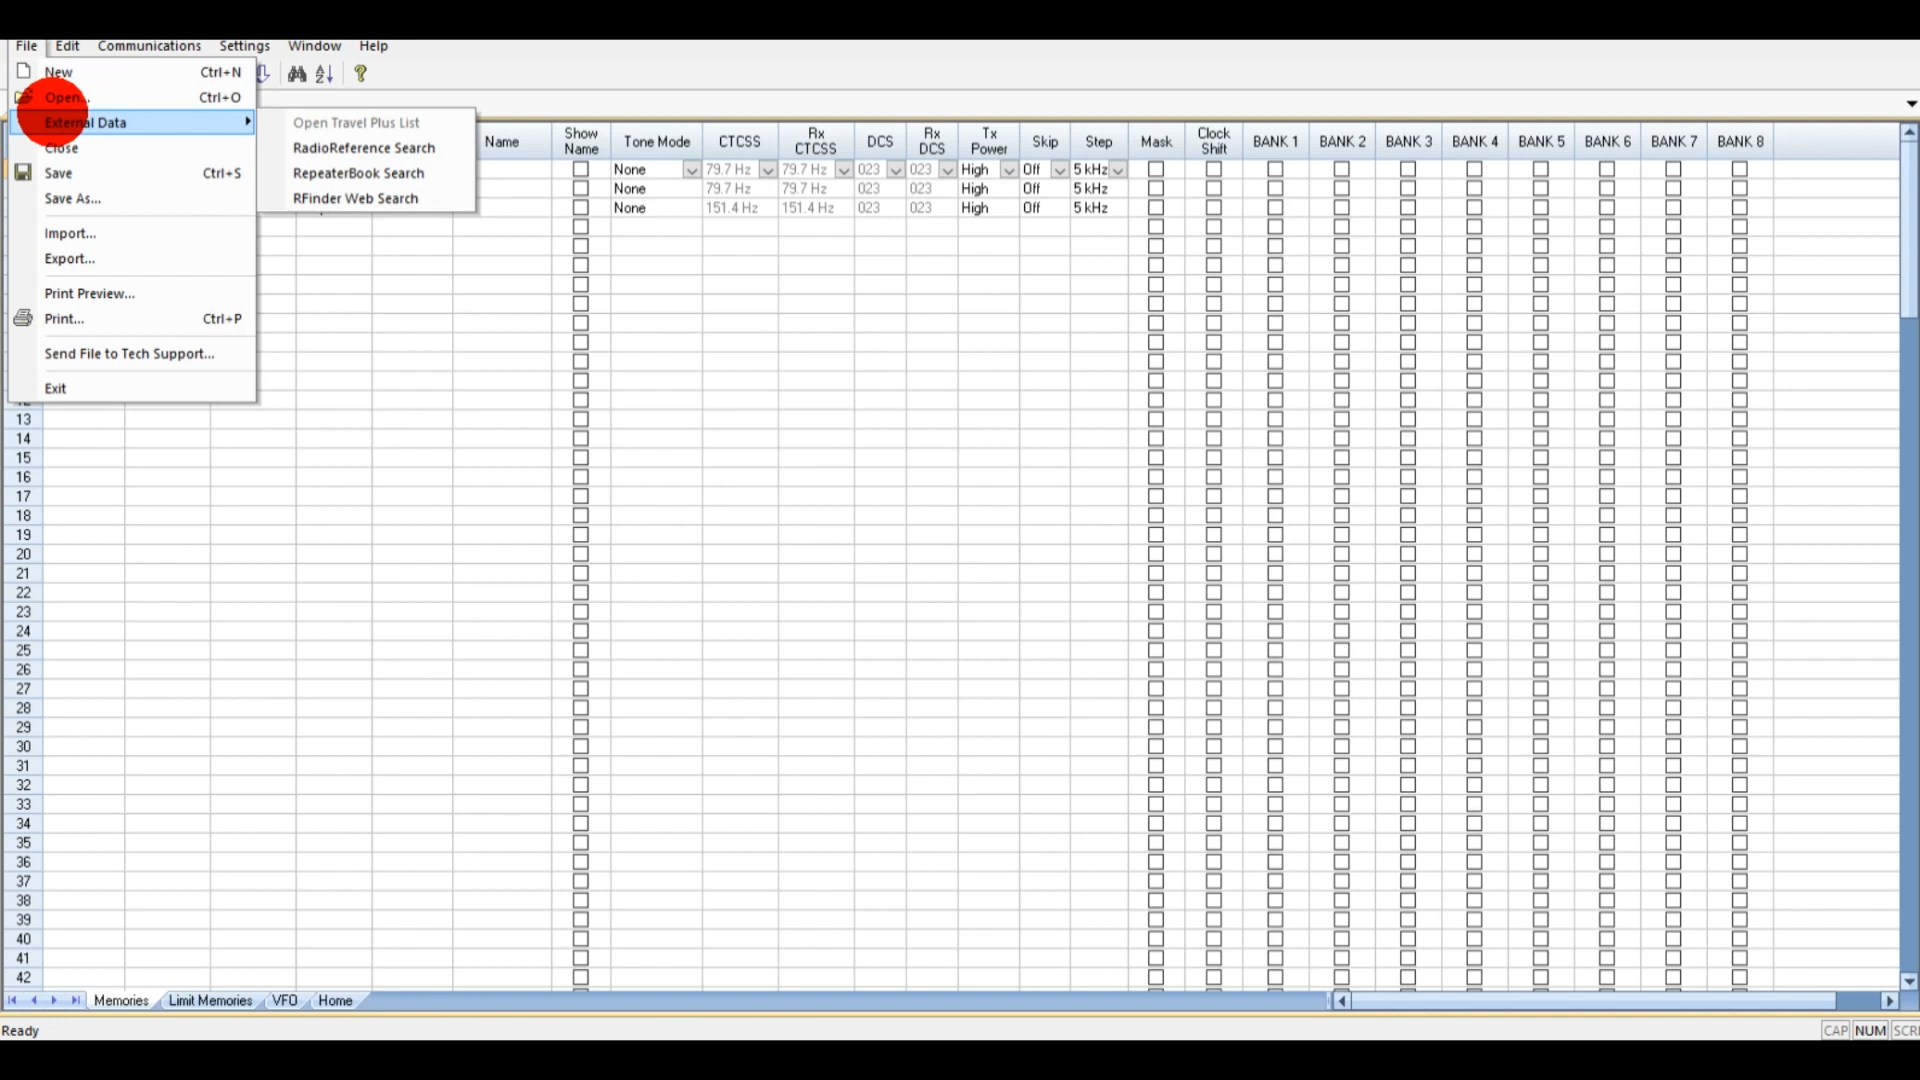 File Edit Communications Settings Window Help
New Ctrl+N
Open... Ctrl+O
External Data
Close
Save Ctrl+S
Save As...
Import...
Export...
Print Preview...
Print... Ctrl+P
Send File to Tech Support...
Exit
Open Travel Plus List
RadioReference Search
RepeaterBook Search
RFinder Web Search
Name Show Name Tone Mode CTCSS Rx CTCSS DCS Rx DCS Tx Power Skip Step Mask Clock Shift BANK 1 BANK 2 BANK 3 BANK 4 BANK 5 BANK 6 BANK 7 BANK 8
None 79.7 Hz 79.7 Hz 023 023 High Off 5 kHz
None 79.7 Hz 79.7 Hz 023 023 High Off 5 kHz
None 151.4 Hz 151.4 Hz 023 023 High Off 5 kHz
13
14
15
16
17
18
19
20
21
22
23
24
25
26
27
28
29
30
31
32
33
34
35
36
37
38
39
40
41
42
Memories Limit Memories VFO Home
Ready CAP NUM SCR